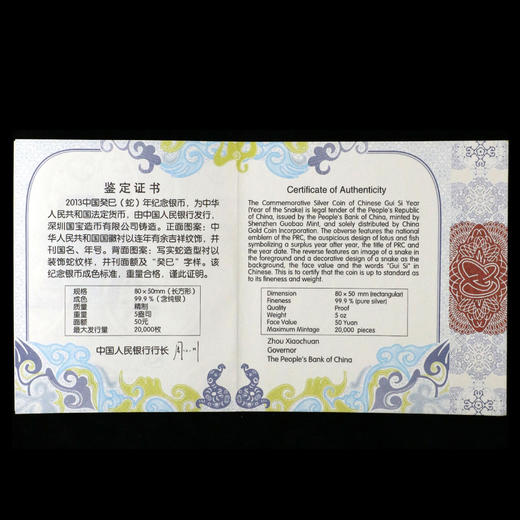 鉴定证书
2013中国癸巳（蛇）年纪念银币，为中华
人民共和国法定货币，由中国人民银行发行，
深圳国宝造币有限公司铸造。正面图案：中
华人民共和国国徽衬以连年有余吉祥纹饰，并
刊国名、年号。背面图案：写实蛇造型衬以
装饰蛇纹样，并刊面额及“癸巳”字样。该
纪念银币成色标准，重量合格，谨此证明。
规格 80×50mm（长方形）
成色 99.9%（含纯银）
质量 精制
重量 5盎司
面额 50元
最大发行量 20,000枚
中国人民银行行长
Certificate of Authenticity
The Commemorative Silver Coin of Chinese Gui Si Year
(Year of the Snake) is legal tender of the People's Republic
of China, issued by the People's Bank of China, minted by
Shenzhen Guobao Mint, and solely distributed by China
Gold Coin Incorporation. The obverse features the national
emblem of PRC, the auspicious design of lotus and fish
symbolizing a surplus year after year, the title of PRC and
the year date. The reverse features an image of a snake in
the foreground and a decorative design of a snake as the
background, the face value and the words "Gui Si" in
Chinese. This is to certify that the coin is up to standard as
to its fineness and weight.
Dimension 80 x 50 mm (rectangular)
Fineness 99.9 % (pure silver)
Quality Proof
Weight 5 oz
Face Value 50 Yuan
Maximum Mintage 20,000 pieces
Zhou Xiaochuan
Governor
The People's Bank of China